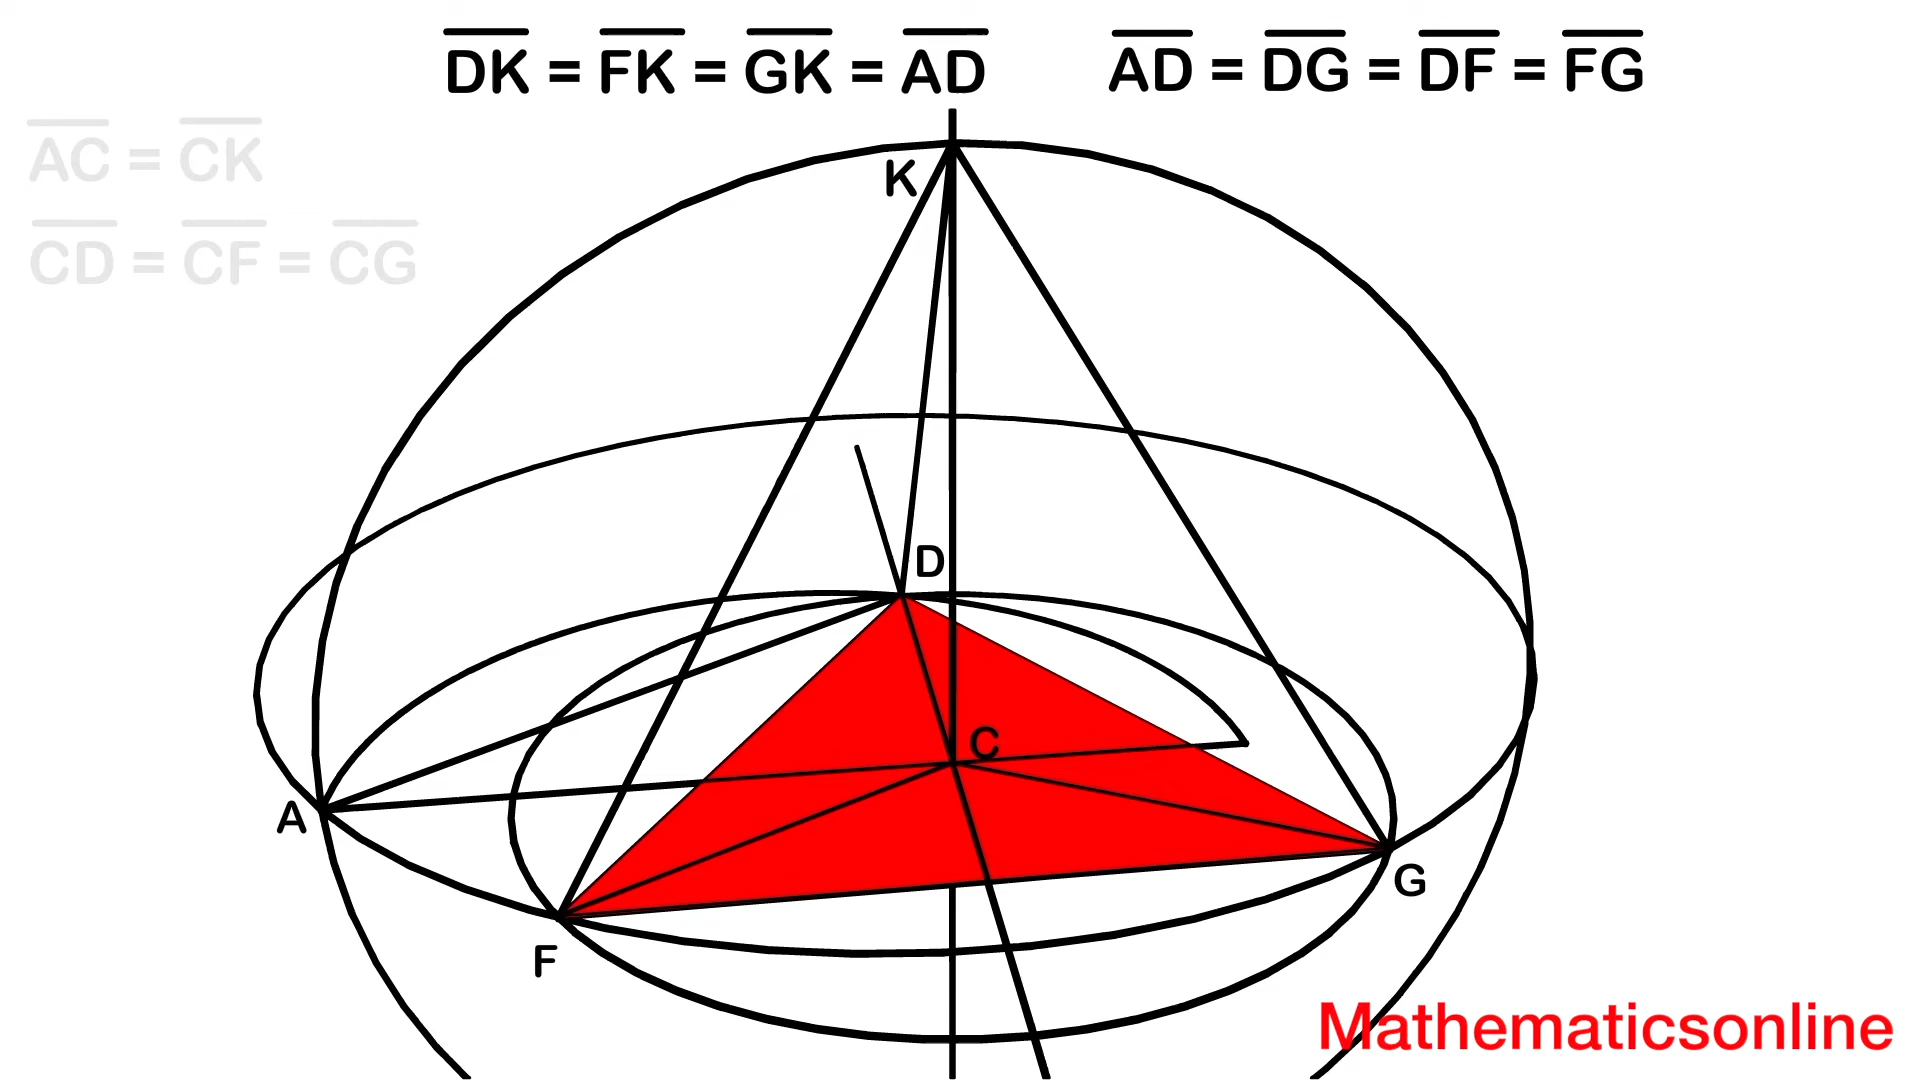 DK = FK = GK = AD
AD = DG = DF = FG
AC = CK
CD = CF = CG
K
D
C
A
G
F
Mathematicsonline